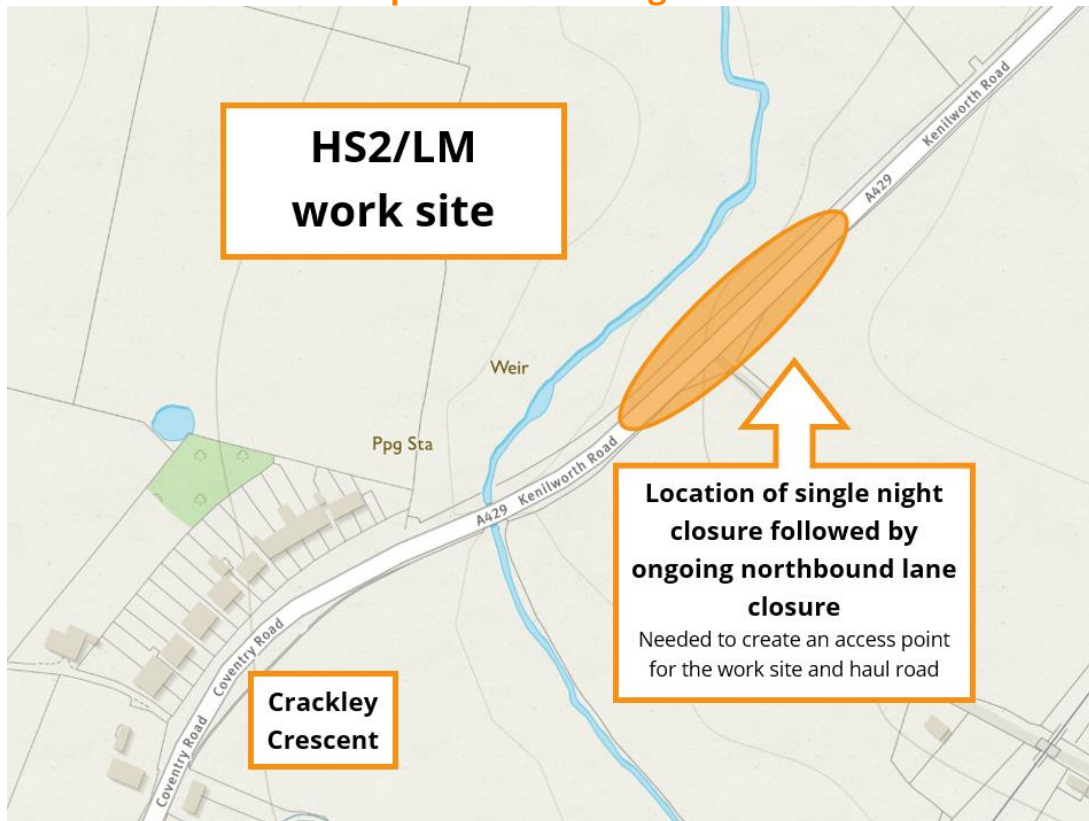 HS2/LM
work site
Kenilworth Road
A429
Weir
Ppg Sta
A429 Kenilworth Road
Location of single night
closure followed by
ongoing northbound lane
closure
Needed to create an access point
for the work site and haul road
Coventry Road
Crackley
Crescent
Coventry Road